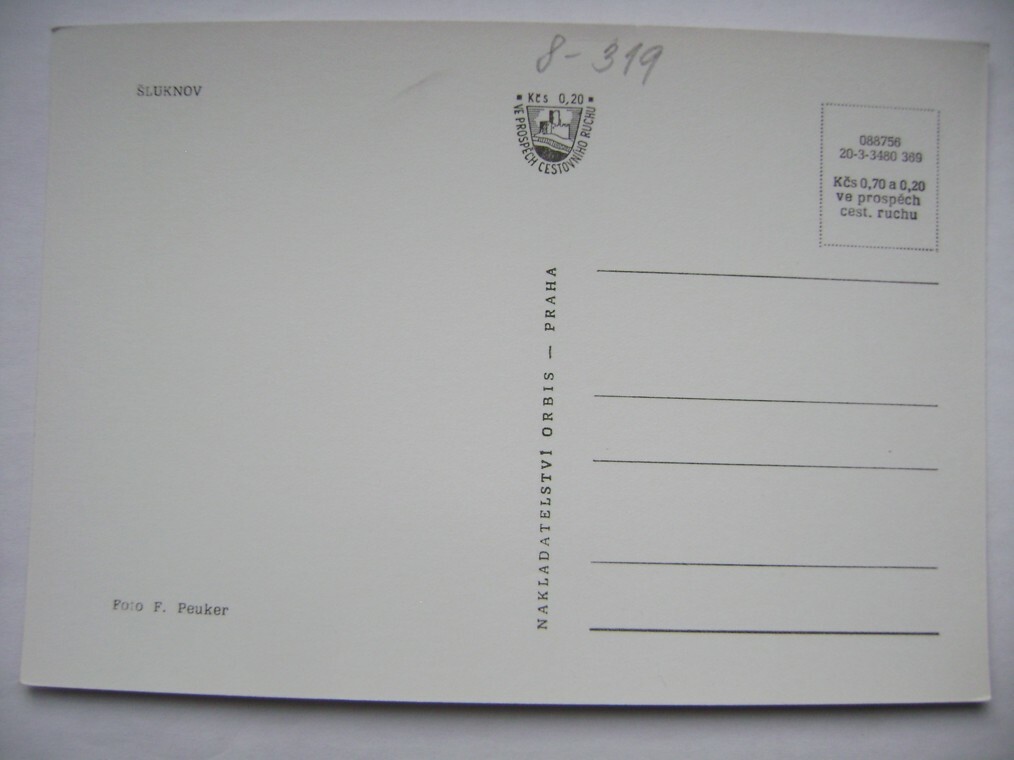 8-319
ŠLUKNOV
Kčs 0,20
VE PROSPĚCH CESTOVNÍHO RUCHU
088756
20-3-3480 369
Kčs 0,70 a 0,20
ve prospěch
cest. ruchu
NAKLADATELSTVÍ ORBIS — PRAHA
Foto F. Peuker